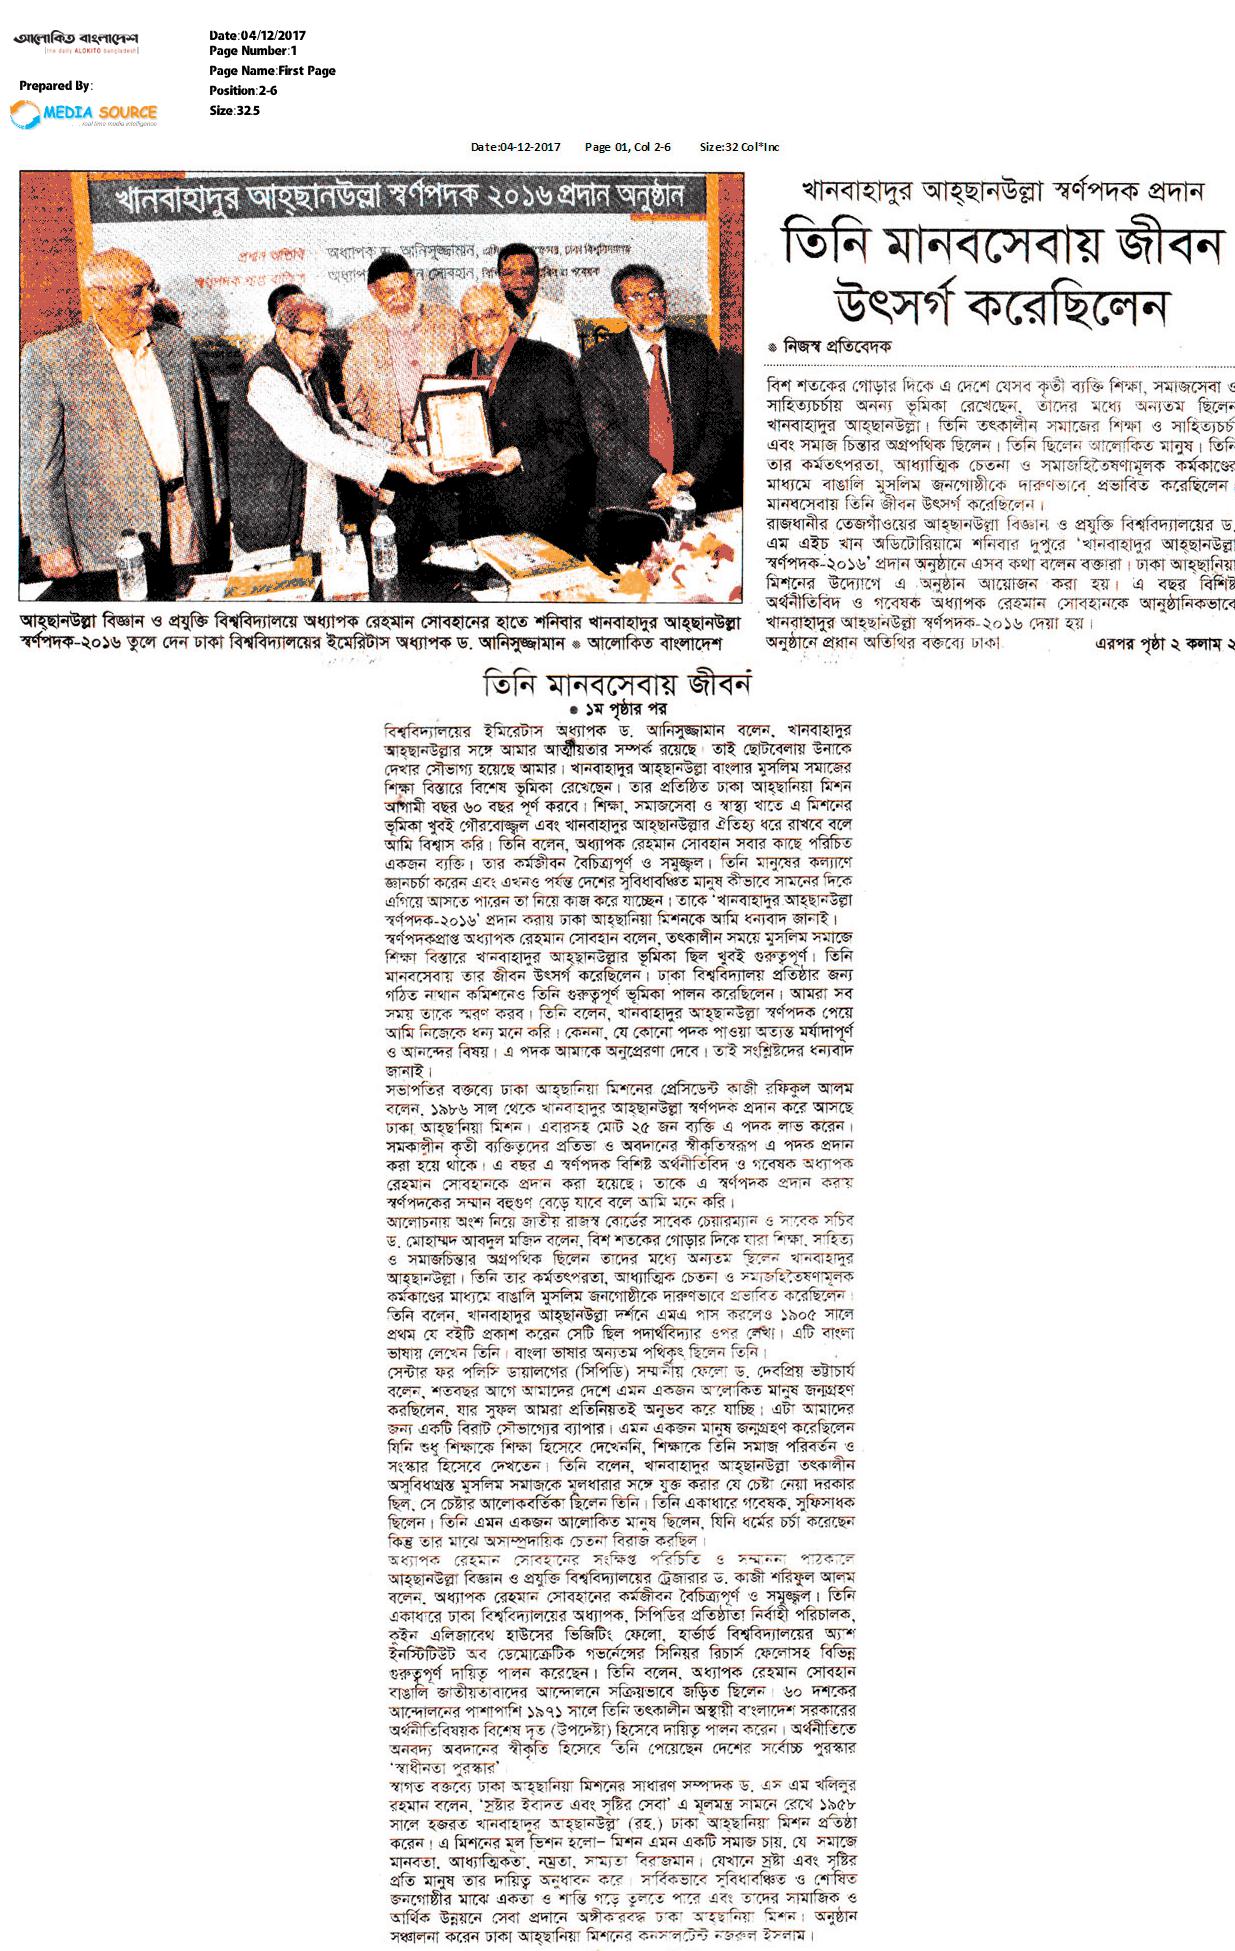 আলোকিত বাংলাদেশ
the daily ALOKITO bangladesh
Prepared By:
MEDIA SOURCE
real time media intelligence
Date:04/12/2017
Page Number:1
Page Name:First Page
Position:2-6
Size:32.5
Date:04-12-2017 Page 01, Col 2-6 Size:32 Col*Inc
খানবাহাদুর আহ্ছানউল্লা স্বর্ণপদক ২০১৬ প্রদান অনুষ্ঠান
প্রধান অতিথি অধ্যাপক ড. আনিসুজ্জামান, ঢাকা বিশ্ববিদ্যালয়
স্বর্ণপদক প্রাপ্ত ব্যক্তিত্ব অধ্যাপক সোবহান, ও গবেষক
আহ্ছানউল্লা বিজ্ঞান ও প্রযুক্তি বিশ্ববিদ্যালয়ে অধ্যাপক রেহমান সোবহানের হাতে শনিবার খানবাহাদুর আহ্ছানউল্লা
স্বর্ণপদক-২০১৬ তুলে দেন ঢাকা বিশ্ববিদ্যালয়ের ইমেরিটাস অধ্যাপক ড. আনিসুজ্জামান ● আলোকিত বাংলাদেশ
খানবাহাদুর আহ্ছানউল্লা স্বর্ণপদক প্রদান
তিনি মানবসেবায় জীবন
উৎসর্গ করেছিলেন
● নিজস্ব প্রতিবেদক
বিশ শতকের গোড়ার দিকে এ দেশে যেসব কৃতী ব্যক্তি শিক্ষা, সমাজসেবা ও
সাহিত্যচর্চায় অনন্য ভূমিকা রেখেছেন, তাদের মধ্যে অন্যতম ছিলেন
খানবাহাদুর আহ্ছানউল্লা। তিনি তৎকালীন সমাজের শিক্ষা ও সাহিত্যচর্চা
এবং সমাজ চিন্তার অগ্রপথিক ছিলেন। তিনি ছিলেন আলোকিত মানুষ। তিনি
তার কর্মতৎপরতা, আধ্যাত্মিক চেতনা ও সমাজহিতৈষণামূলক কর্মকাণ্ডের
মাধ্যমে বাঙালি মুসলিম জনগোষ্ঠীকে দারুণভাবে প্রভাবিত করেছিলেন।
মানবসেবায় তিনি জীবন উৎসর্গ করেছিলেন।
রাজধানীর তেজগাঁওয়ের আহ্ছানউল্লা বিজ্ঞান ও প্রযুক্তি বিশ্ববিদ্যালয়ের ড.
এম এইচ খান অডিটোরিয়ামে শনিবার দুপুরে ‘খানবাহাদুর আহ্ছানউল্লা
স্বর্ণপদক-২০১৬’ প্রদান অনুষ্ঠানে এসব কথা বলেন বক্তারা। ঢাকা আহ্ছানিয়া
মিশনের উদ্যোগে এ অনুষ্ঠান আয়োজন করা হয়। এ বছর বিশিষ্ট
অর্থনীতিবিদ ও গবেষক অধ্যাপক রেহমান সোবহানকে আনুষ্ঠানিকভাবে
খানবাহাদুর আহ্ছানউল্লা স্বর্ণপদক-২০১৬ দেয়া হয়।
অনুষ্ঠানে প্রধান অতিথির বক্তব্যে ঢাকা এরপর পৃষ্ঠা ২ কলাম ২
তিনি মানবসেবায় জীবন
● ১ম পৃষ্ঠার পর
বিশ্ববিদ্যালয়ের ইমিরেটাস অধ্যাপক ড. আনিসুজ্জামান বলেন, খানবাহাদুর
আহ্ছানউল্লার সঙ্গে আমার আত্মীয়তার সম্পর্ক রয়েছে। তাই ছোটবেলায় উনাকে
দেখার সৌভাগ্য হয়েছে আমার। খানবাহাদুর আহ্ছানউল্লা বাংলার মুসলিম সমাজের
শিক্ষা বিস্তারে বিশেষ ভূমিকা রেখেছেন। তার প্রতিষ্ঠিত ঢাকা আহ্ছানিয়া মিশন
আগামী বছর ৬০ বছর পূর্ণ করবে। শিক্ষা, সমাজসেবা ও স্বাস্থ্য খাতে এ মিশনের
ভূমিকা খুবই গৌরবোজ্জ্বল এবং খানবাহাদুর আহ্ছানউল্লার ঐতিহ্য ধরে রাখবে বলে
আমি বিশ্বাস করি। তিনি বলেন, অধ্যাপক রেহমান সোবহান সবার কাছে পরিচিত
একজন ব্যক্তি। তার কর্মজীবন বৈচিত্র্যপূর্ণ ও সমুজ্জ্বল। তিনি মানুষের কল্যাণে
জ্ঞানচর্চা করেন এবং এখনও পর্যন্ত দেশের সুবিধাবঞ্চিত মানুষ কীভাবে সামনের দিকে
এগিয়ে আসতে পারেন তা নিয়ে কাজ করে যাচ্ছেন। তাকে ‘খানবাহাদুর আহ্ছানউল্লা
স্বর্ণপদক-২০১৬’ প্রদান করায় ঢাকা আহ্ছানিয়া মিশনকে আমি ধন্যবাদ জানাই।
স্বর্ণপদকপ্রাপ্ত অধ্যাপক রেহমান সোবহান বলেন, তৎকালীন সময়ে মুসলিম সমাজে
শিক্ষা বিস্তারে খানবাহাদুর আহ্ছানউল্লার ভূমিকা ছিল খুবই গুরুত্বপূর্ণ। তিনি
মানবসেবায় তার জীবন উৎসর্গ করেছিলেন। ঢাকা বিশ্ববিদ্যালয় প্রতিষ্ঠার জন্য
গঠিত নাথান কমিশনেও তিনি গুরুত্বপূর্ণ ভূমিকা পালন করেছিলেন। আমরা সব
সময় তাকে স্মরণ করব। তিনি বলেন, খানবাহাদুর আহ্ছানউল্লা স্বর্ণপদক পেয়ে
আমি নিজেকে ধন্য মনে করি। কেননা, যে কোনো পদক পাওয়া অত্যন্ত মর্যাদাপূর্ণ
ও আনন্দের বিষয়। এ পদক আমাকে অনুপ্রেরণা দেবে। তাই সংশ্লিষ্টদের ধন্যবাদ
জানাই।
সভাপতির বক্তব্যে ঢাকা আহ্ছানিয়া মিশনের প্রেসিডেন্ট কাজী রফিকুল আলম
বলেন, ১৯৮৬ সাল থেকে খানবাহাদুর আহ্ছানউল্লা স্বর্ণপদক প্রদান করে আসছে
ঢাকা আহ্ছানিয়া মিশন। এবারসহ মোট ২৫ জন ব্যক্তি এ পদক লাভ করেন।
সমকালীন কৃতী ব্যক্তিত্বদের প্রতিভা ও অবদানের স্বীকৃতিস্বরূপ এ পদক প্রদান
করা হয়ে থাকে। এ বছর এ স্বর্ণপদক বিশিষ্ট অর্থনীতিবিদ ও গবেষক অধ্যাপক
রেহমান সোবহানকে প্রদান করা হয়েছে। তাকে এ স্বর্ণপদক প্রদান করায়
স্বর্ণপদকের সম্মান বহুগুণ বেড়ে যাবে বলে আমি মনে করি।
আলোচনায় অংশ নিয়ে জাতীয় রাজস্ব বোর্ডের সাবেক চেয়ারম্যান ও সাবেক সচিব
ড. মোহাম্মদ আবদুল মজিদ বলেন, বিশ শতকের গোড়ার দিকে যারা শিক্ষা, সাহিত্য
ও সমাজচিন্তার অগ্রপথিক ছিলেন তাদের মধ্যে অন্যতম ছিলেন খানবাহাদুর
আহ্ছানউল্লা। তিনি তার কর্মতৎপরতা, আধ্যাত্মিক চেতনা ও সমাজহিতৈষণামূলক
কর্মকাণ্ডের মাধ্যমে বাঙালি মুসলিম জনগোষ্ঠীকে দারুণভাবে প্রভাবিত করেছিলেন।
তিনি বলেন, খানবাহাদুর আহ্ছানউল্লা দর্শনে এমএ পাস করলেও ১৯০৫ সালে
প্রথম যে বইটি প্রকাশ করেন সেটি ছিল পদার্থবিদ্যার ওপর লেখা। এটি বাংলা
ভাষায় লেখেন তিনি। বাংলা ভাষার অন্যতম পথিকৃৎ ছিলেন তিনি।
সেন্টার ফর পলিসি ডায়ালগের (সিপিডি) সম্মানীয় ফেলো ড. দেবপ্রিয় ভট্টাচার্য
বলেন, শতবছর আগে আমাদের দেশে এমন একজন আলোকিত মানুষ জন্মগ্রহণ
করছিলেন, যার সুফল আমরা প্রতিনিয়তই অনুভব করে যাচ্ছি। এটা আমাদের
জন্য একটি বিরাট সৌভাগ্যের ব্যাপার। এমন একজন মানুষ জন্মগ্রহণ করেছিলেন
যিনি শুধু শিক্ষাকে শিক্ষা হিসেবে দেখেননি, শিক্ষাকে তিনি সমাজ পরিবর্তন ও
সংস্কার হিসেবে দেখতেন। তিনি বলেন, খানবাহাদুর আহ্ছানউল্লা তৎকালীন
অসুবিধাগ্রস্ত মুসলিম সমাজকে মূলধারার সঙ্গে যুক্ত করার যে চেষ্টা নেয়া দরকার
ছিল, সে চেষ্টার আলোকবর্তিকা ছিলেন তিনি। তিনি একাধারে গবেষক, সুফিসাধক
ছিলেন। তিনি এমন একজন আলোকিত মানুষ ছিলেন, যিনি ধর্মের চর্চা করেছেন
কিন্তু তার মাঝে অসাম্প্রদায়িক চেতনা বিরাজ করছিল।
অধ্যাপক রেহমান সোবহানের সংক্ষিপ্ত পরিচিতি ও সম্মাননা পাঠকালে
আহ্ছানউল্লা বিজ্ঞান ও প্রযুক্তি বিশ্ববিদ্যালয়ের ট্রেজারার ড. কাজী শরিফুল আলম
বলেন, অধ্যাপক রেহমান সোবহানের কর্মজীবন বৈচিত্র্যপূর্ণ ও সমুজ্জ্বল। তিনি
একাধারে ঢাকা বিশ্ববিদ্যালয়ের অধ্যাপক, সিপিডির প্রতিষ্ঠাতা নির্বাহী পরিচালক,
কুইন এলিজাবেথ হাউসের ভিজিটিং ফেলো, হার্ভার্ড বিশ্ববিদ্যালয়ের অ্যাশ
ইনস্টিটিউট অব ডেমোক্রেটিক গভর্নেন্সের সিনিয়র রিচার্স ফেলোসহ বিভিন্ন
গুরুত্বপূর্ণ দায়িত্ব পালন করেছেন। তিনি বলেন, অধ্যাপক রেহমান সোবহান
বাঙালি জাতীয়তাবাদের আন্দোলনে সক্রিয়ভাবে জড়িত ছিলেন। ৬০ দশকের
আন্দোলনের পাশাপাশি ১৯৭১ সালে তিনি তৎকালীন অস্থায়ী বাংলাদেশ সরকারের
অর্থনীতিবিষয়ক বিশেষ দূত (উপদেষ্টা) হিসেবে দায়িত্ব পালন করেন। অর্থনীতিতে
অনবদ্য অবদানের স্বীকৃতি হিসেবে তিনি পেয়েছেন দেশের সর্বোচ্চ পুরস্কার
‘স্বাধীনতা পুরস্কার’
স্বাগত বক্তব্যে ঢাকা আহ্ছানিয়া মিশনের সাধারণ সম্পাদক ড. এস এম খলিলুর
রহমান বলেন, ‘স্রষ্টার ইবাদত এবং সৃষ্টির সেবা’ এ মূলমন্ত্র সামনে রেখে ১৯৫৮
সালে হজরত খানবাহাদুর আহ্ছানউল্লা (রহ.) ঢাকা আহ্ছানিয়া মিশন প্রতিষ্ঠা
করেন। এ মিশনের মূল ভিশন হলো– মিশন এমন একটি সমাজ চায়, যে সমাজে
মানবতা, আধ্যাত্মিকতা, নম্রতা, সাম্যতা বিরাজমান। যেখানে স্রষ্টা এবং সৃষ্টির
প্রতি মানুষ তার দায়িত্ব অনুধাবন করে। সার্বিকভাবে সুবিধাবঞ্চিত ও শোষিত
জনগোষ্ঠীর মাঝে একতা ও শান্তি গড়ে তুলতে পারে এবং তাদের সামাজিক ও
আর্থিক উন্নয়নে সেবা প্রদানে অঙ্গীকারবদ্ধ ঢাকা আহ্ছানিয়া মিশন। অনুষ্ঠান
সঞ্চালনা করেন ঢাকা আহ্ছানিয়া মিশনের কনসালটেন্ট নজরুল ইসলাম।